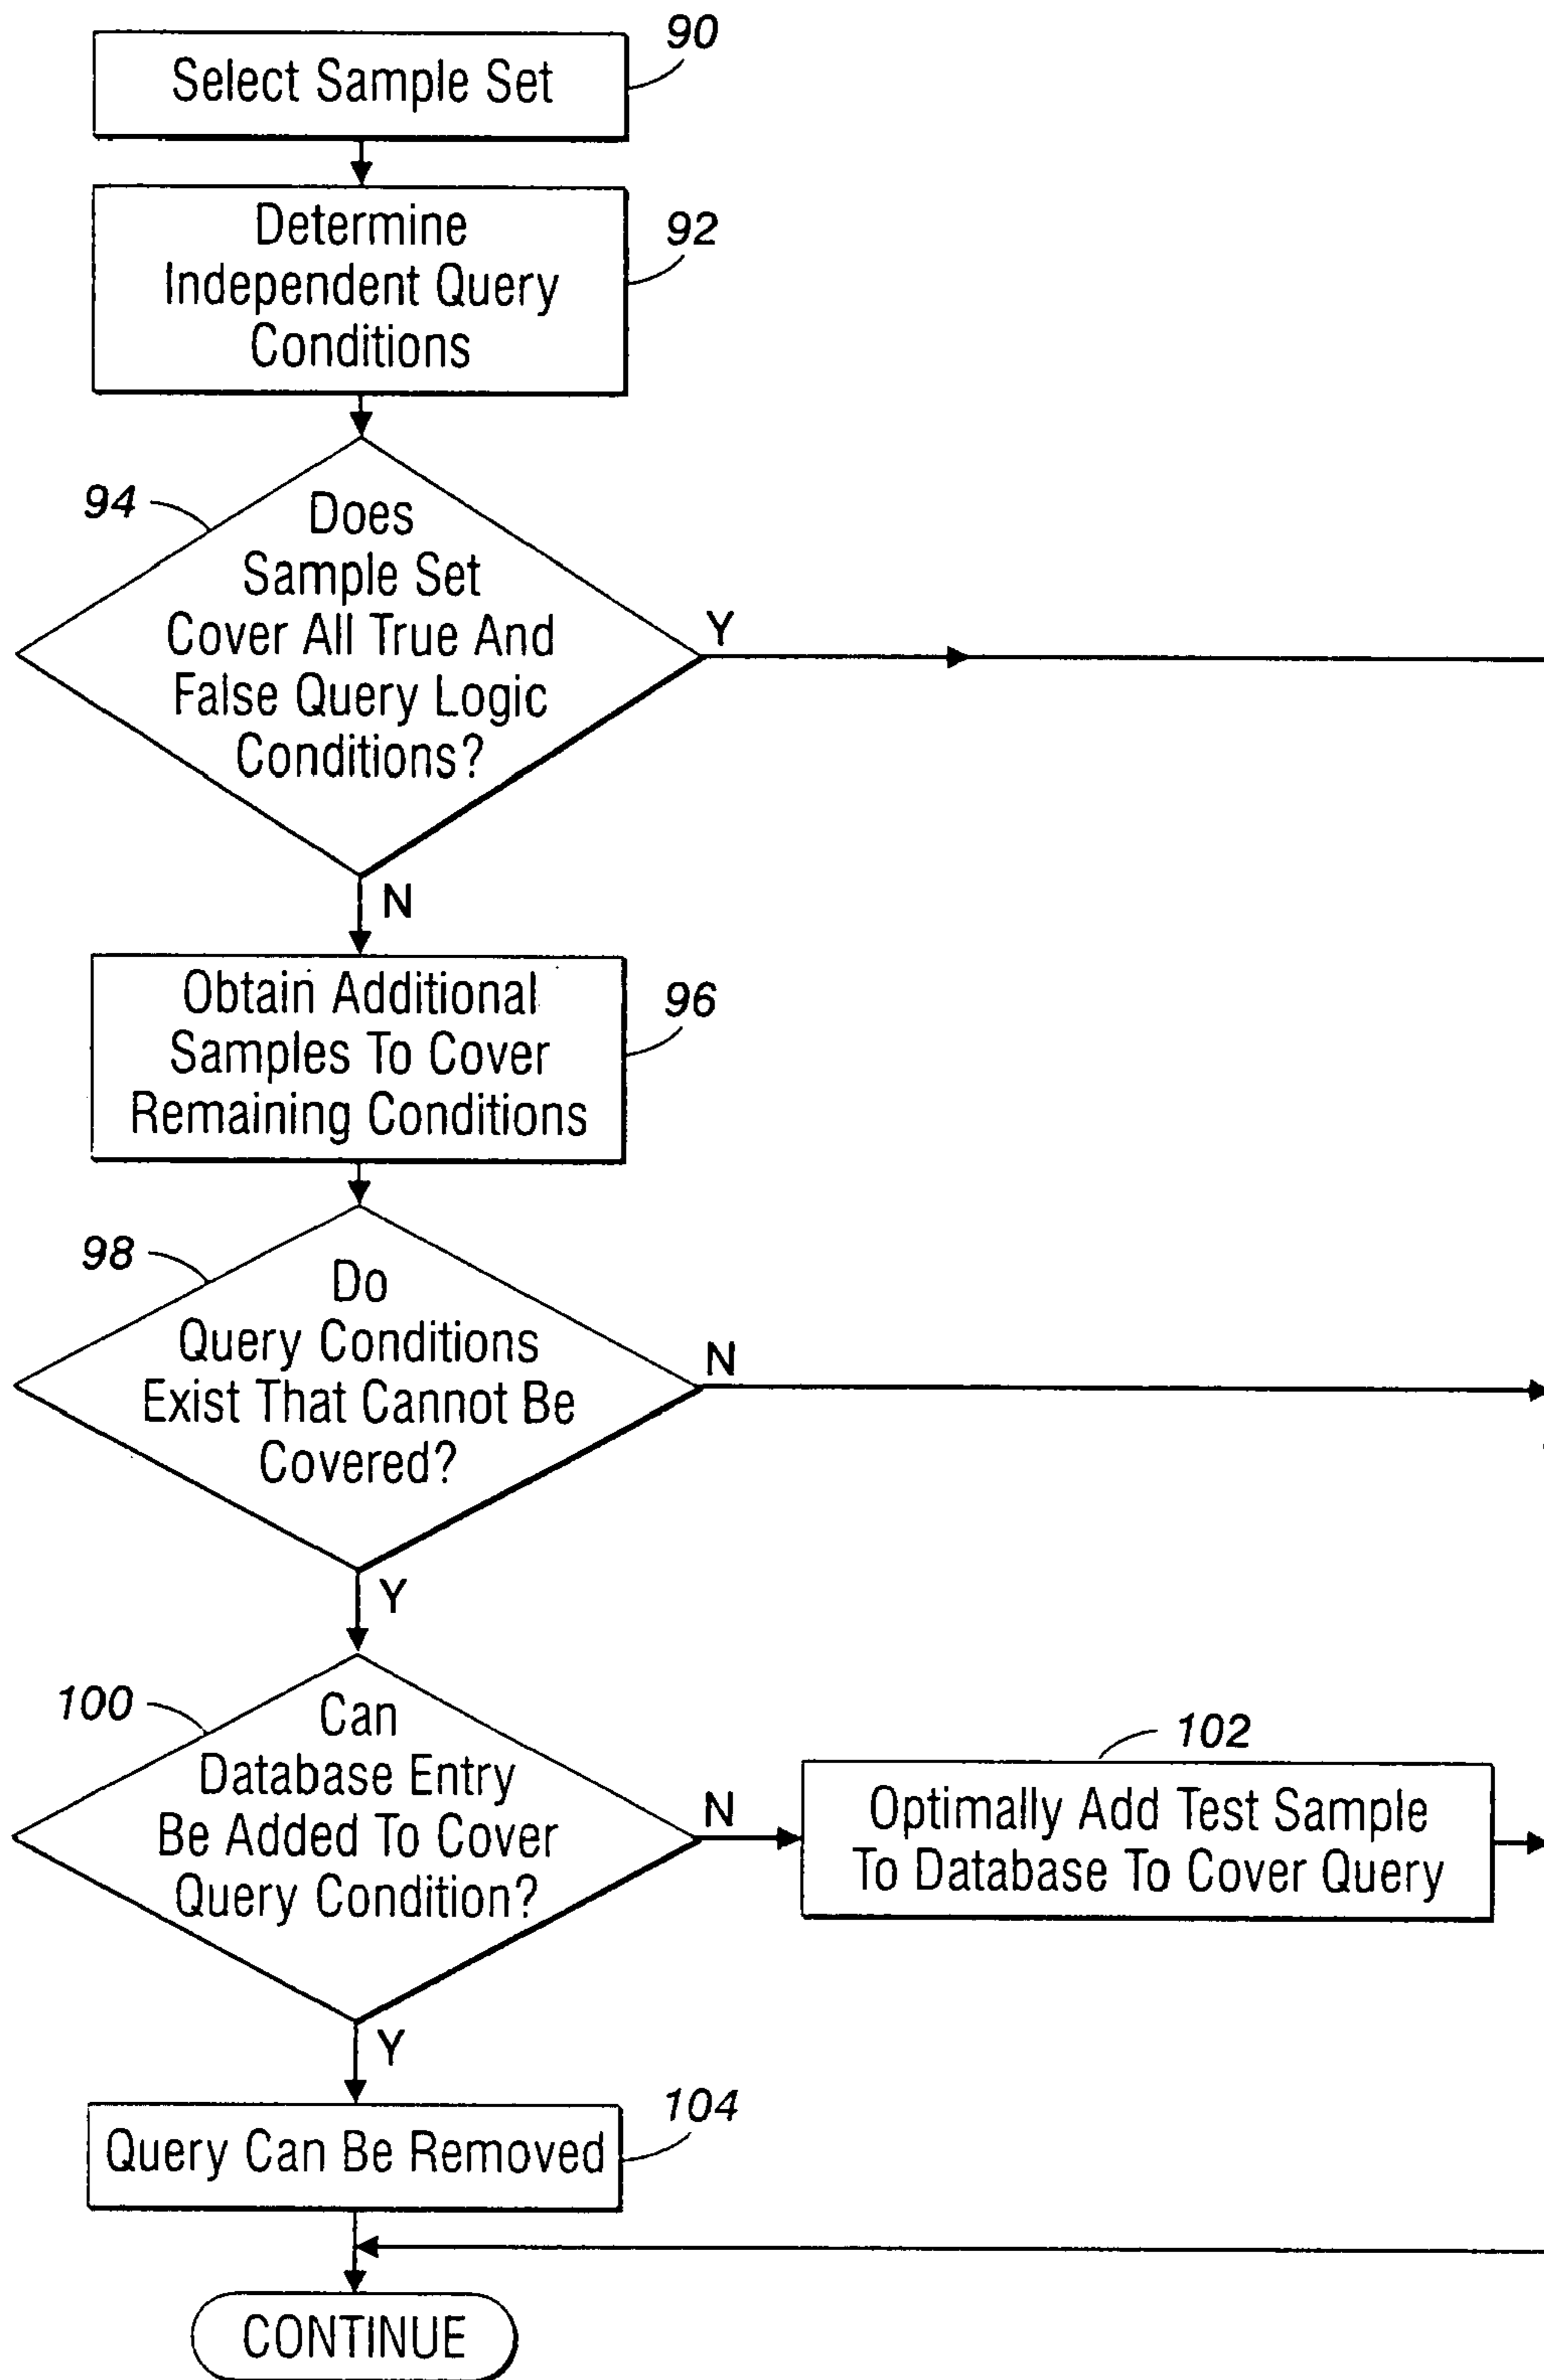 90
Select Sample Set
92
Determine
Independent Query
Conditions
94
Does
Sample Set
Cover All True And
False Query Logic
Conditions?
Y
N
Obtain Additional
Samples To Cover
Remaining Conditions
96
98
Do
Query Conditions
Exist That Cannot Be
Covered?
N
Y
100
Can
Database Entry
Be Added To Cover
Query Condition?
N
102
Optimally Add Test Sample
To Database To Cover Query
Y
104
Query Can Be Removed
CONTINUE